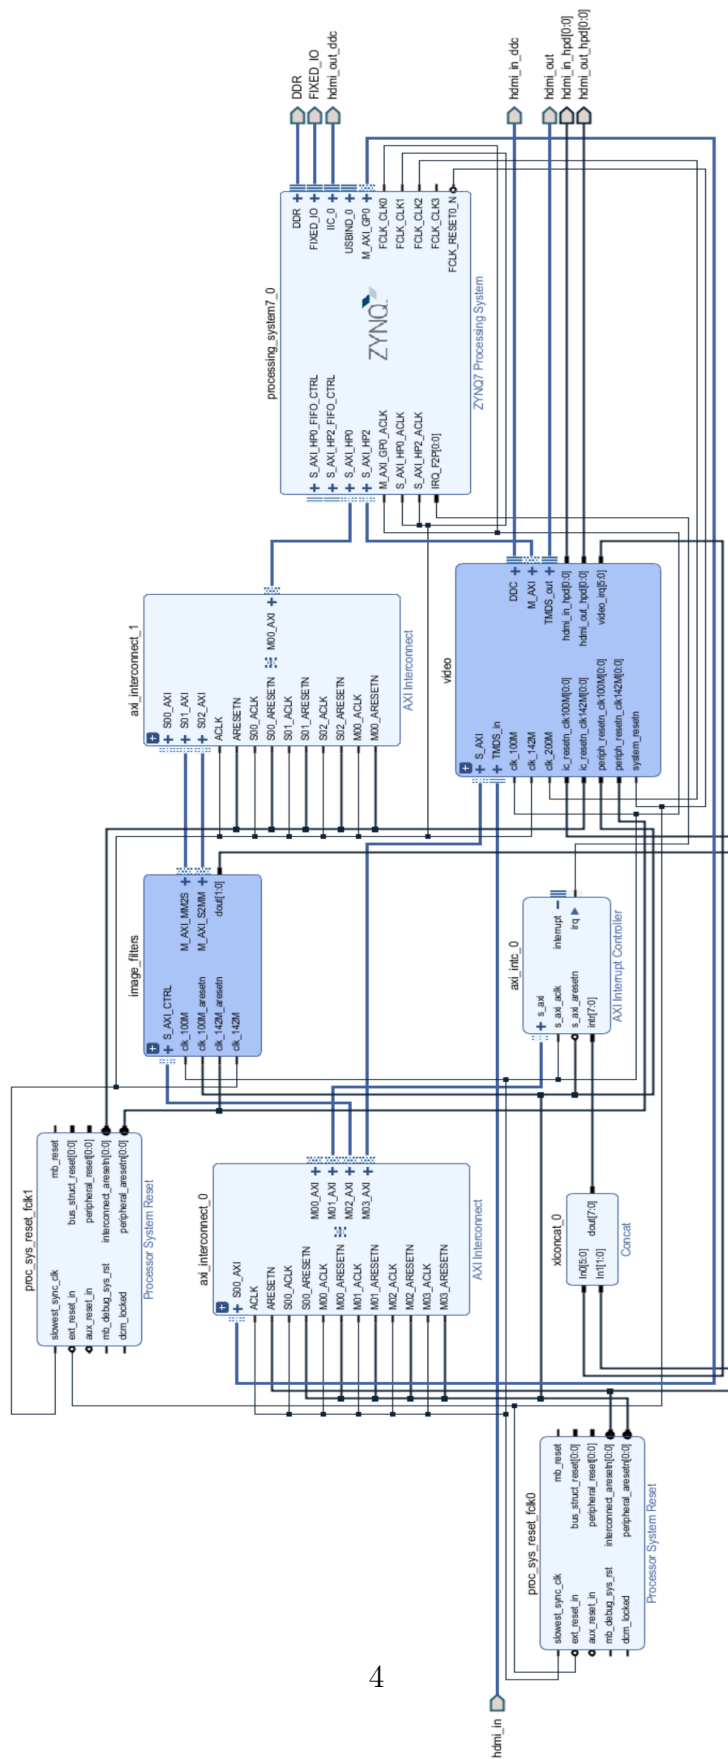 proc_sys_reset_fclk1
slowest_sync_clk
ext_reset_in
aux_reset_in
mb_debug_sys_rst
dcm_locked
mb_reset
bus_struct_reset[0:0]
peripheral_reset[0:0]
interconnect_aresetn[0:0]
peripheral_aresetn[0:0]
Processor System Reset
axi_interconnect_0
S00_AXI
ACLK
ARESETN
S00_ACLK
S00_ARESETN
M00_ACLK
M00_ARESETN
M01_ACLK
M01_ARESETN
M02_ACLK
M02_ARESETN
M03_ACLK
M03_ARESETN
M00_AXI
M01_AXI
M02_AXI
M03_AXI
AXI Interconnect
proc_sys_reset_fclk0
slowest_sync_clk
ext_reset_in
aux_reset_in
mb_debug_sys_rst
dcm_locked
mb_reset
bus_struct_reset[0:0]
peripheral_reset[0:0]
interconnect_aresetn[0:0]
peripheral_aresetn[0:0]
Processor System Reset
xlconcat_0
In0[5:0]
In1[1:0]
dout[7:0]
Concat
image_filters
S_AXI_CTRL
clk_100M
clk_100M_aresetn
clk_142M_aresetn
clk_142M
M_AXI_MM2S
M_AXI_S2MM
dout[1:0]
axi_intc_0
s_axi
s_axi_aclk
s_axi_aresetn
intr[7:0]
interrupt
irq
AXI Interrupt Controller
axi_interconnect_1
S00_AXI
S01_AXI
S02_AXI
ACLK
ARESETN
S00_ACLK
S00_ARESETN
S01_ACLK
S01_ARESETN
S02_ACLK
S02_ARESETN
M00_ACLK
M00_ARESETN
M00_AXI
AXI Interconnect
video
S_AXI
TMDS_in
clk_100M
clk_142M
clk_200M
ic_resetn_clk100M[0:0]
ic_resetn_clk142M[0:0]
periph_resetn_clk100M[0:0]
periph_resetn_clk142M[0:0]
system_resetn
DDC
M_AXI
TMDS_out
hdmi_in_hpd[0:0]
hdmi_out_hpd[0:0]
video_irq[5:0]
processing_system7_0
S_AXI_HP0_FIFO_CTRL
S_AXI_HP2_FIFO_CTRL
S_AXI_HP0
S_AXI_HP2
M_AXI_GP0_ACLK
S_AXI_HP0_ACLK
S_AXI_HP2_ACLK
IRQ_F2P[0:0]
ZYNQ
DDR
FIXED_IO
IIC_0
USBIND_0
M_AXI_GP0
FCLK_CLK0
FCLK_CLK1
FCLK_CLK2
FCLK_CLK3
FCLK_RESET0_N
ZYNQ7 Processing System
DDR
FIXED_IO
hdmi_out_ddc
hdmi_in_ddc
hdmi_out
hdmi_in_hpd[0:0]
hdmi_out_hpd[0:0]
hdmi_in
4